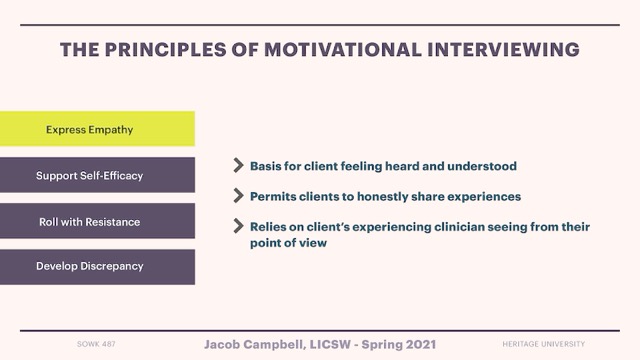 THE PRINCIPLES OF MOTIVATIONAL INTERVIEWING
Express Empathy
Support Self-Efficacy
Roll with Resistance
Develop Discrepancy
Basis for client feeling heard and understood
Permits clients to honestly share experiences
Relies on client's experiencing clinician seeing from their
point of view
SOWK 487
Jacob Campbell, LICSW - Spring 2021
HERITAGE UNIVERSITY